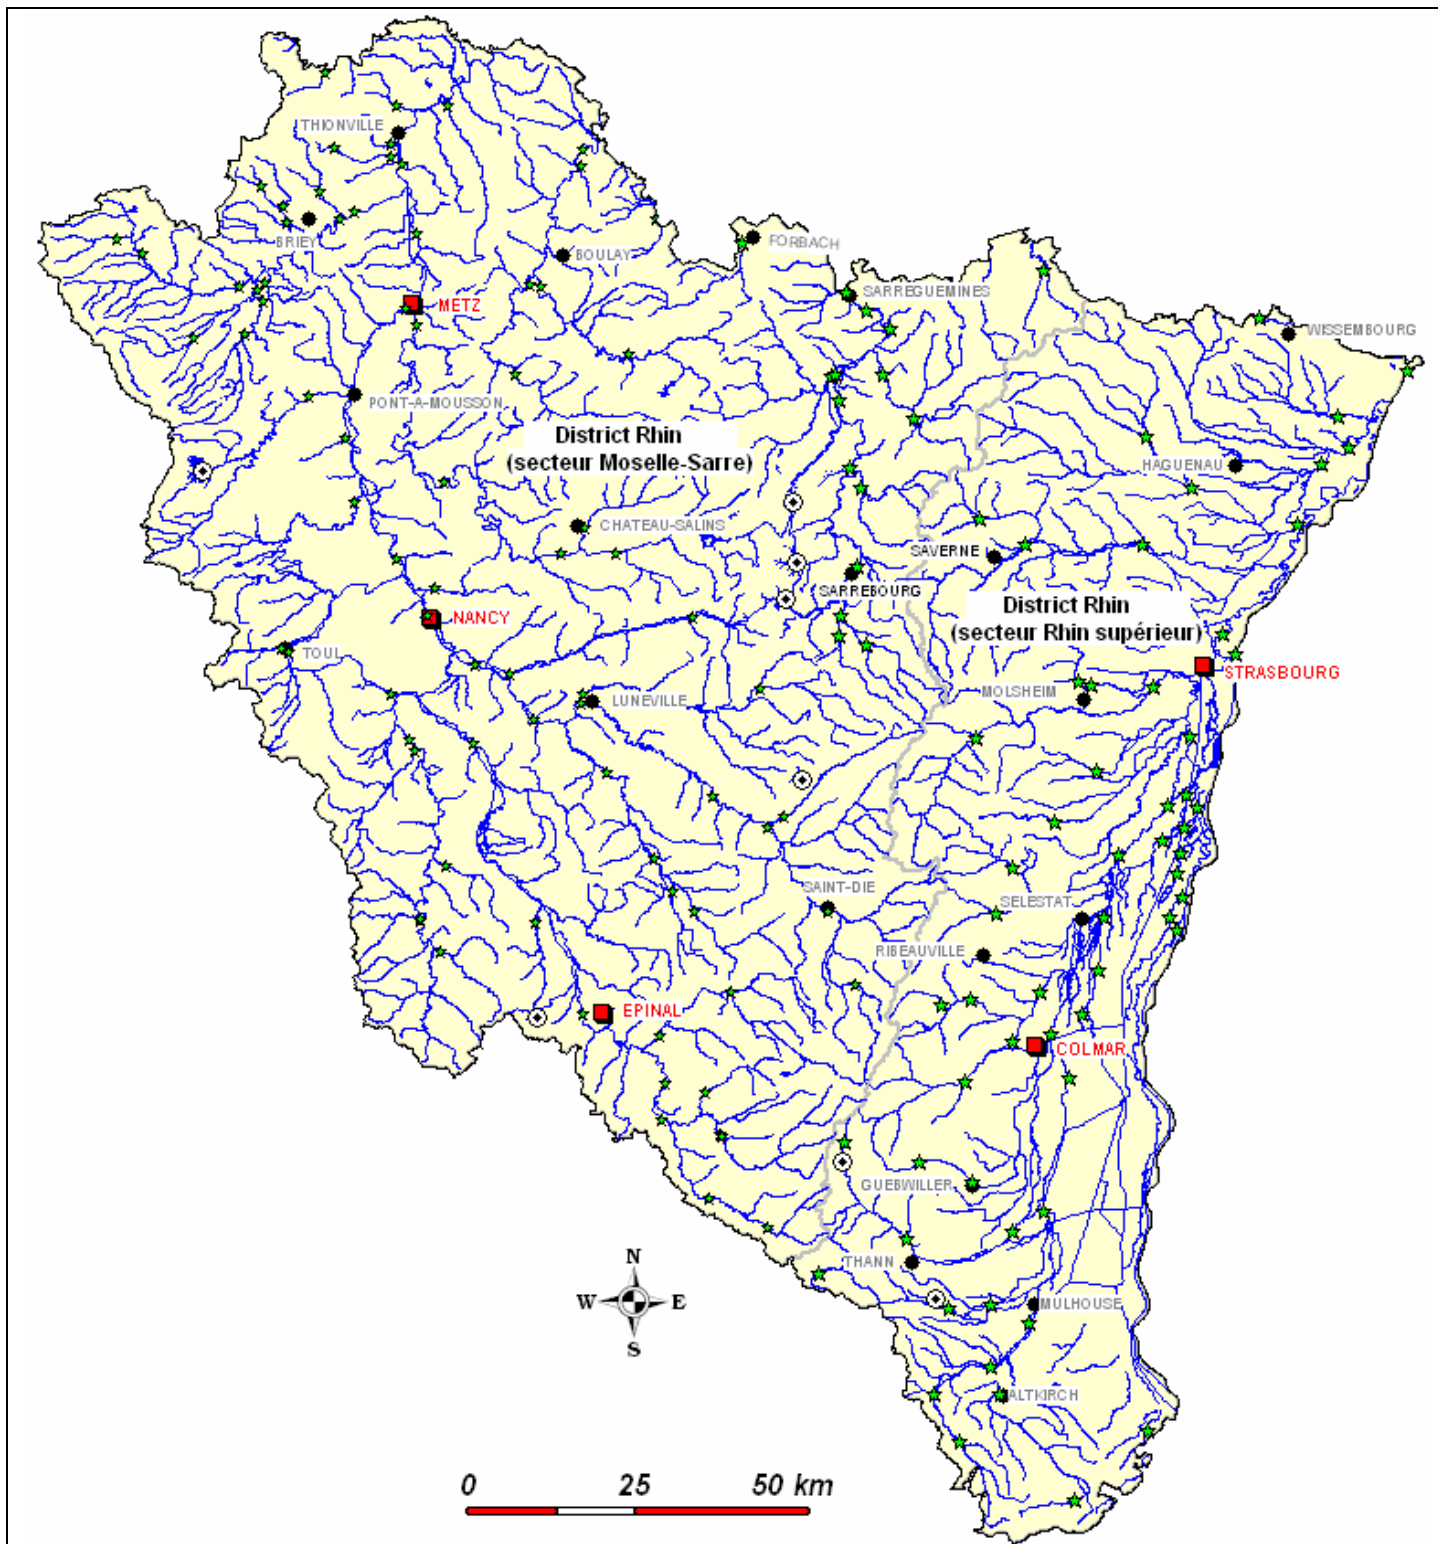 THIONVILLE
BRIEY
BOULAY
FORBACH
METZ
SARREGUEMINES
WISSEMBOURG
PONT-A-MOUSSON
District Rhin
(secteur Moselle-Sarre)
HAGUENAU
CHATEAU-SALINS
SAVERNE
SARREBOURG
NANCY
District Rhin
(secteur Rhin supérieur)
TOUL
STRASBOURG
LUNEVILLE
MOLSHEIM
SAINT-DIE
SELESTAT
RIBEAUVILLE
EPINAL
COLMAR
GUEBWILLER
THANN
N
W
E
S
MULHOUSE
ALTKIRCH
0 25 50 km